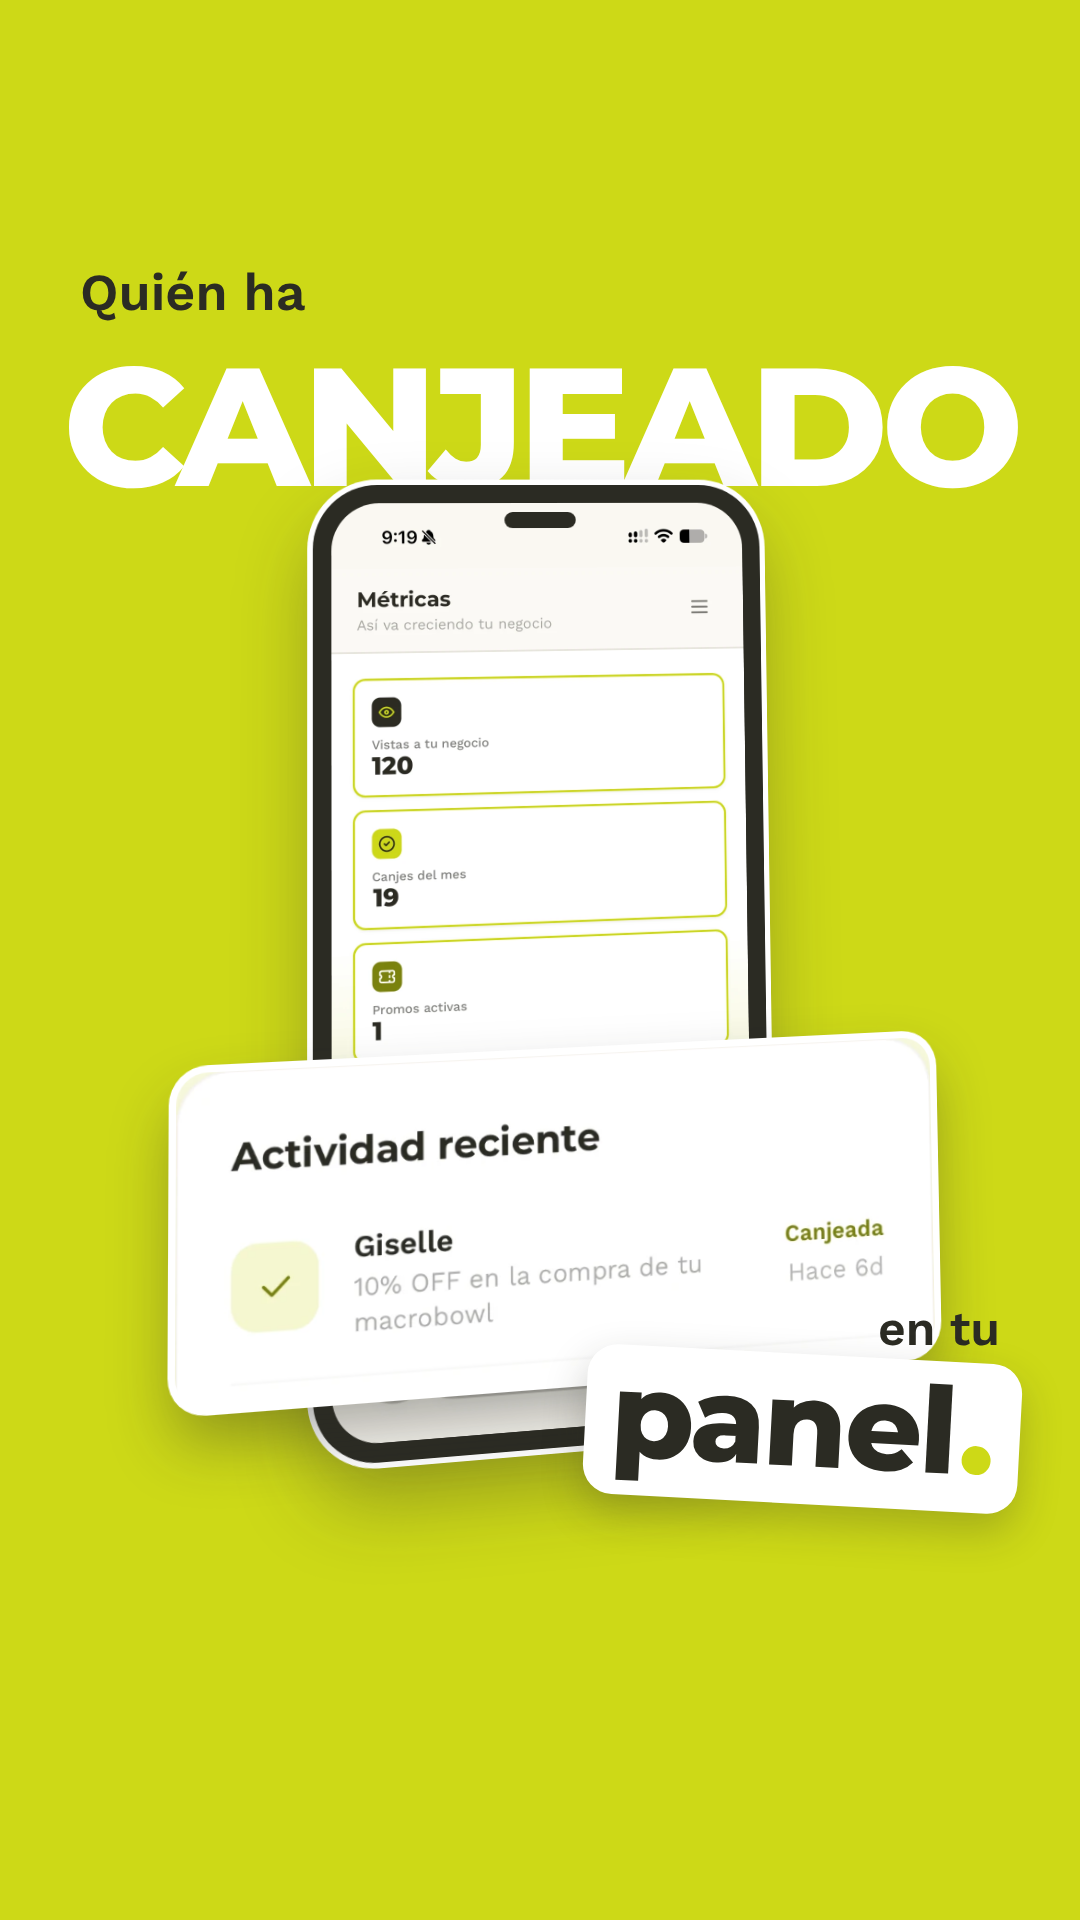 Quién ha
CANJEADO
9:19
Métricas
Así va creciendo tu negocio
Vistas a tu negocio
120
Canjes del mes
19
Promos activas
1
Actividad reciente
Giselle
Canjeada
10% OFF en la compra de tu
macrobowl
Hace 6d
en tu
panel.